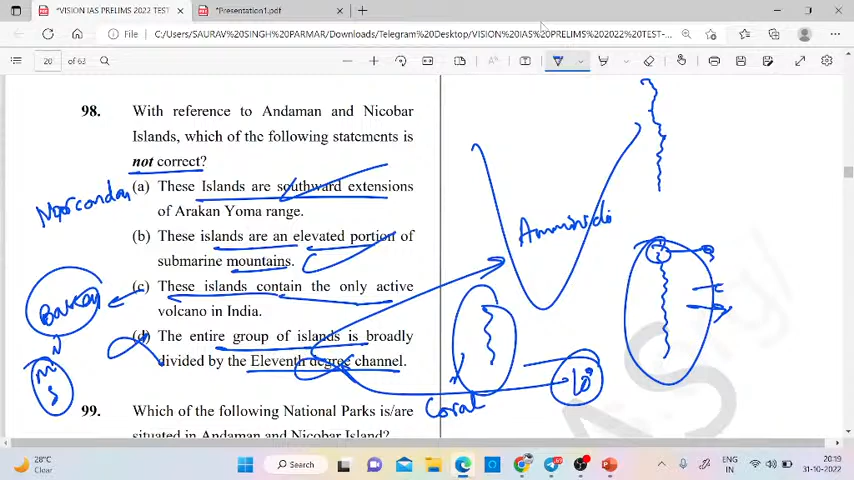 *VISION IAS PRELIMS 2022 TEST
*Presentation1.pdf
File
C:/Users/SAURAV%20SINGH%20PARMAR/Downloads/Telegram%20Desktop/VISION%20IAS%20PRELIMS%202022%20TEST-...
20 of 63
98. With reference to Andaman and Nicobar
Islands, which of the following statements is
not correct?
(a) These Islands are southward extensions
of Arakan Yoma range.
(b) These islands are an elevated portion of
submarine mountains.
(c) These islands contain the only active
volcano in India.
(d) The entire group of islands is broadly
divided by the Eleventh degree channel.
99. Which of the following National Parks is/are
situated in Andaman and Nicobar Island?
Narcondam
Barren
N
Coral
10°
28°C
Clear
Search
ENG
IN
20:19
31-10-2022